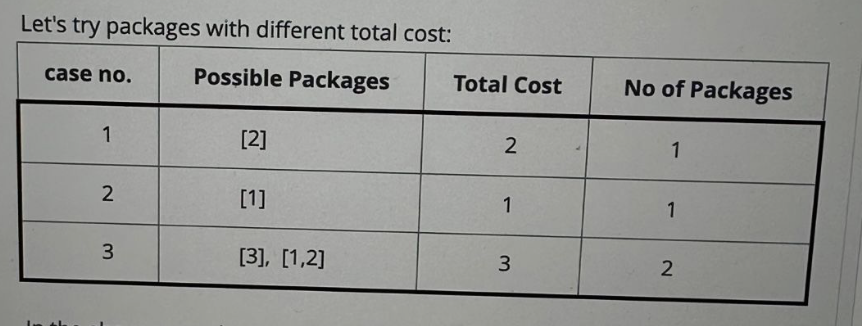 Let's try packages with different total cost:
case no. Possible Packages Total Cost No of Packages
1 [2] 2 1
2 [1] 1 1
3 [3], [1,2] 3 2